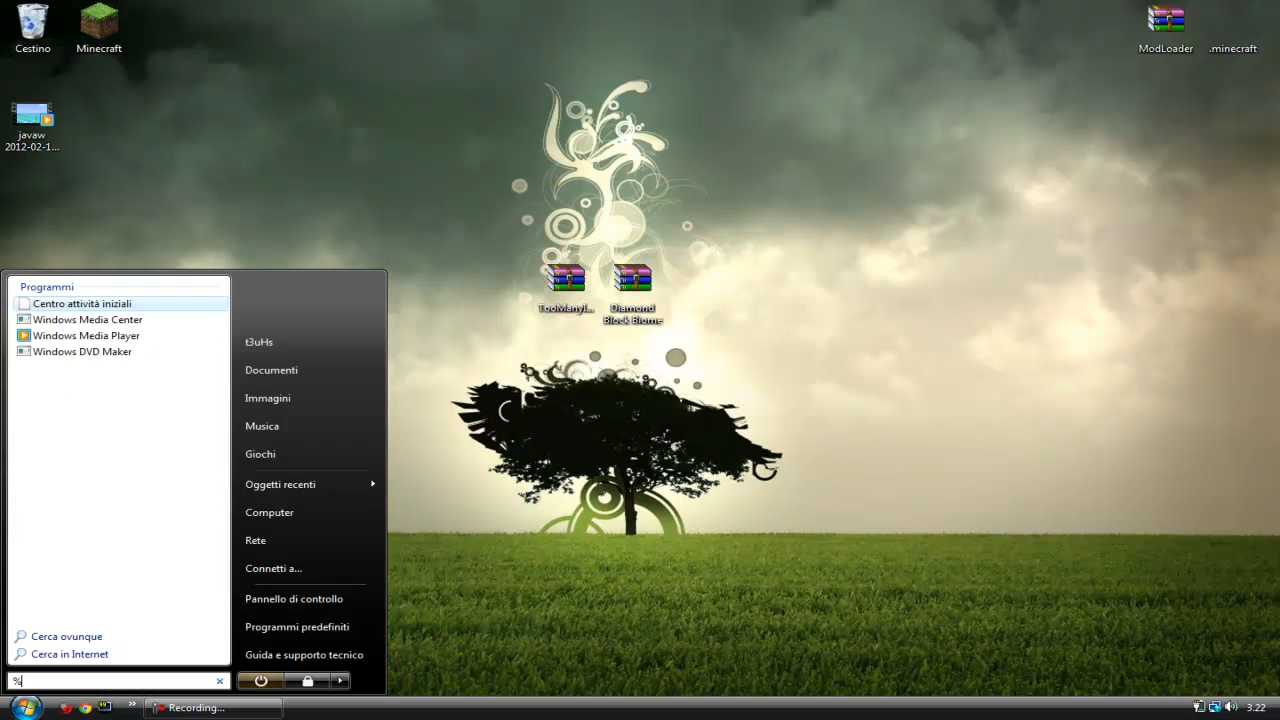 Cestino
Minecraft
ModLoader
.minecraft
javaw
2012-02-1...
TooManyI...
Diamond
Block Biome
Programmi
Centro attività iniziali
Windows Media Center
Windows Media Player
Windows DVD Maker
Cerca ovunque
Cerca in Internet
%
t3uHs
Documenti
Immagini
Musica
Giochi
Oggetti recenti
Computer
Rete
Connetti a...
Pannello di controllo
Programmi predefiniti
Guida e supporto tecnico
Recording...
3.22